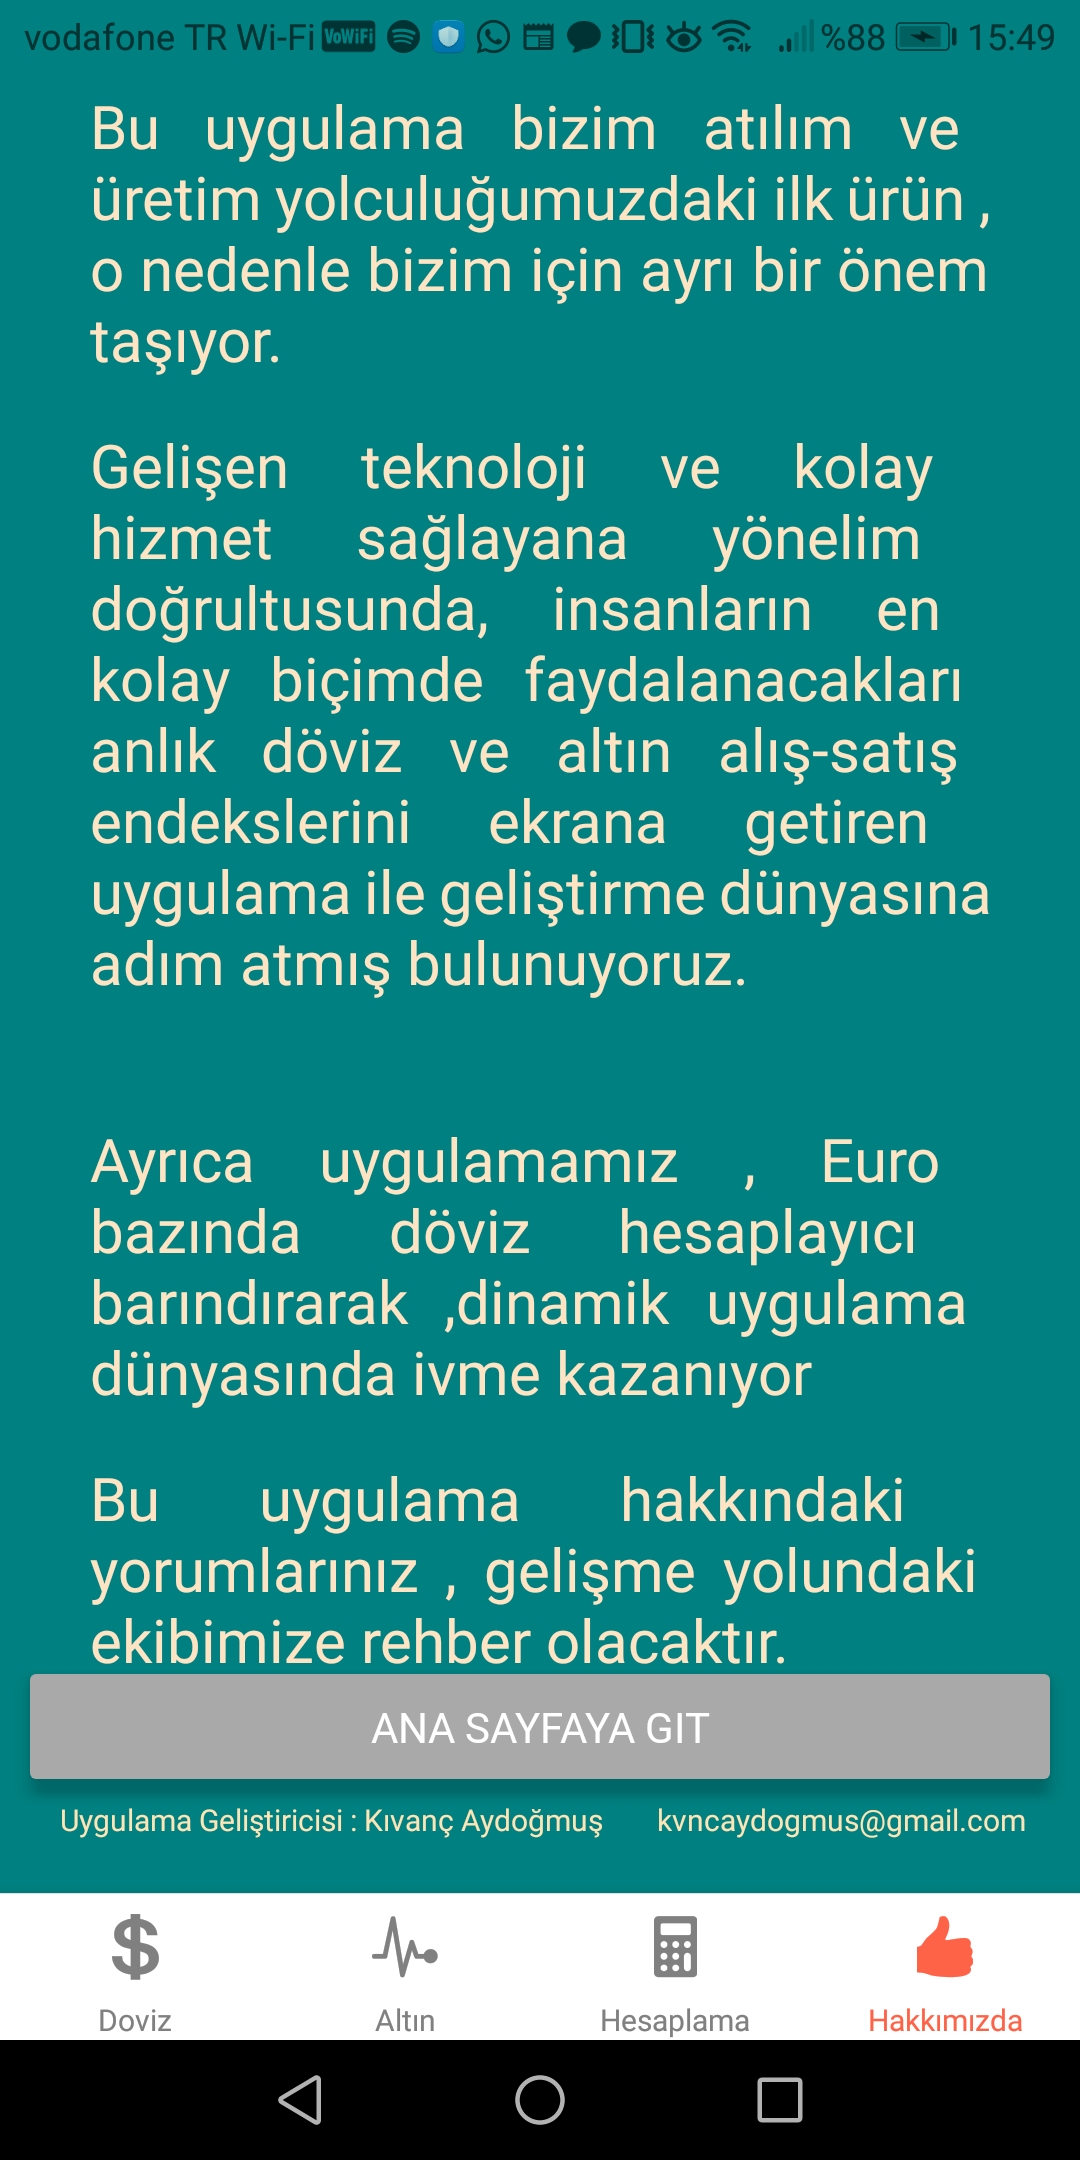 vodafone TR Wi-Fi VoWiFi %88 15:49
Bu uygulama bizim atılım ve
üretim yolculuğumuzdaki ilk ürün ,
o nedenle bizim için ayrı bir önem
taşıyor.
Gelişen teknoloji ve kolay
hizmet sağlayana yönelim
doğrultusunda, insanların en
kolay biçimde faydalanacakları
anlık döviz ve altın alış-satış
endekslerini ekrana getiren
uygulama ile geliştirme dünyasına
adım atmış bulunuyoruz.
Ayrıca uygulamamız , Euro
bazında döviz hesaplayıcı
barındırarak ,dinamik uygulama
dünyasında ivme kazanıyor
Bu uygulama hakkındaki
yorumlarınız , gelişme yolundaki
ekibimize rehber olacaktır.
ANA SAYFAYA GIT
Uygulama Geliştiricisi : Kıvanç Aydoğmuş kvncaydogmus@gmail.com
Doviz Altın Hesaplama Hakkımızda